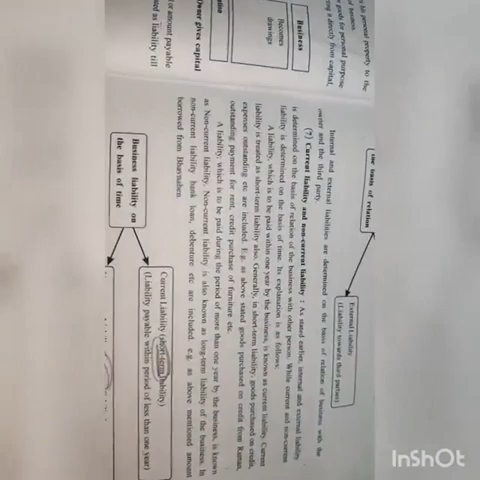 the basis of relation
External Liability
(Liability towards third parties)
Internal and external liabilities are determined on the basis of relation of business with the
owner and the third party.
(7) Current liability and non-current liability : As stated earlier, internal and external liability
is determined on the basis of relation of the business with other person. While current and non-current
liability is determined on the basis of time. Its explanation is as follows:
A liability, which is to be paid within one year by the business, is known as current liability. Current
liability is treated as short-term liability also. Generally, in short-term liability, goods purchased on credit,
expenses outstanding etc are included. E.g. as above stated goods purchased on credit from Rattan,
outstanding payment for rent, credit purchase of furniture etc.
A liability, which is to be paid during the period of more than one year by the business, is known
as Non-current liability. Non-current liability is also known as long-term liability of the business. In
non-current liability bank loan, debenture etc are included e.g. as above mentioned amount
borrowed from Bhavnaben
Business liability on
the basis of time
Current Liability (short-term liability)
(Liability payable within period of less than one year)
personal property to the
of business.
goods for personal purpose
directly from capital,
Business
Becomes
drawings
Owner gives capital
or amount payable
as liability till
InShOt